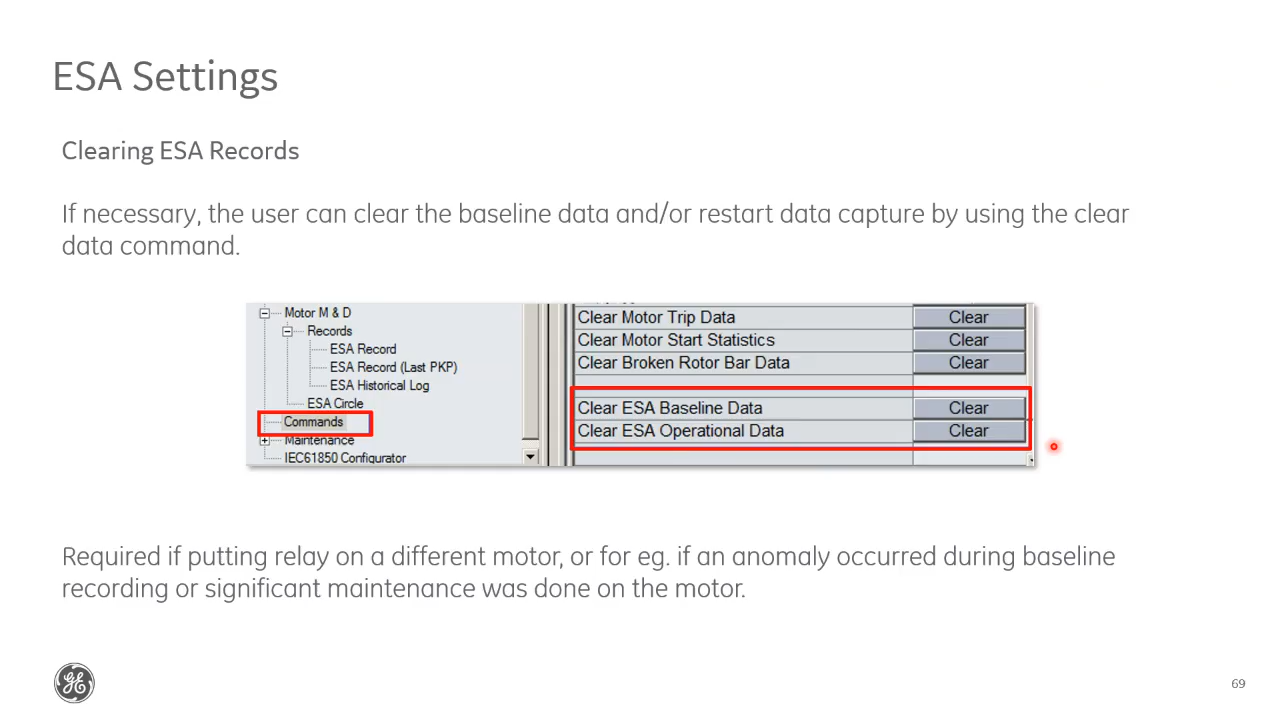 ESA Settings
Clearing ESA Records
If necessary, the user can clear the baseline data and/or restart data capture by using the clear
data command.
Motor M & D
Records
ESA Record
ESA Record (Last PKP)
ESA Historical Log
ESA Circle
Commands
Maintenance
IEC61850 Configurator
Clear Motor Trip Data Clear
Clear Motor Start Statistics Clear
Clear Broken Rotor Bar Data Clear
Clear ESA Baseline Data Clear
Clear ESA Operational Data Clear
Required if putting relay on a different motor, or for eg. if an anomaly occurred during baseline
recording or significant maintenance was done on the motor.
GE
69